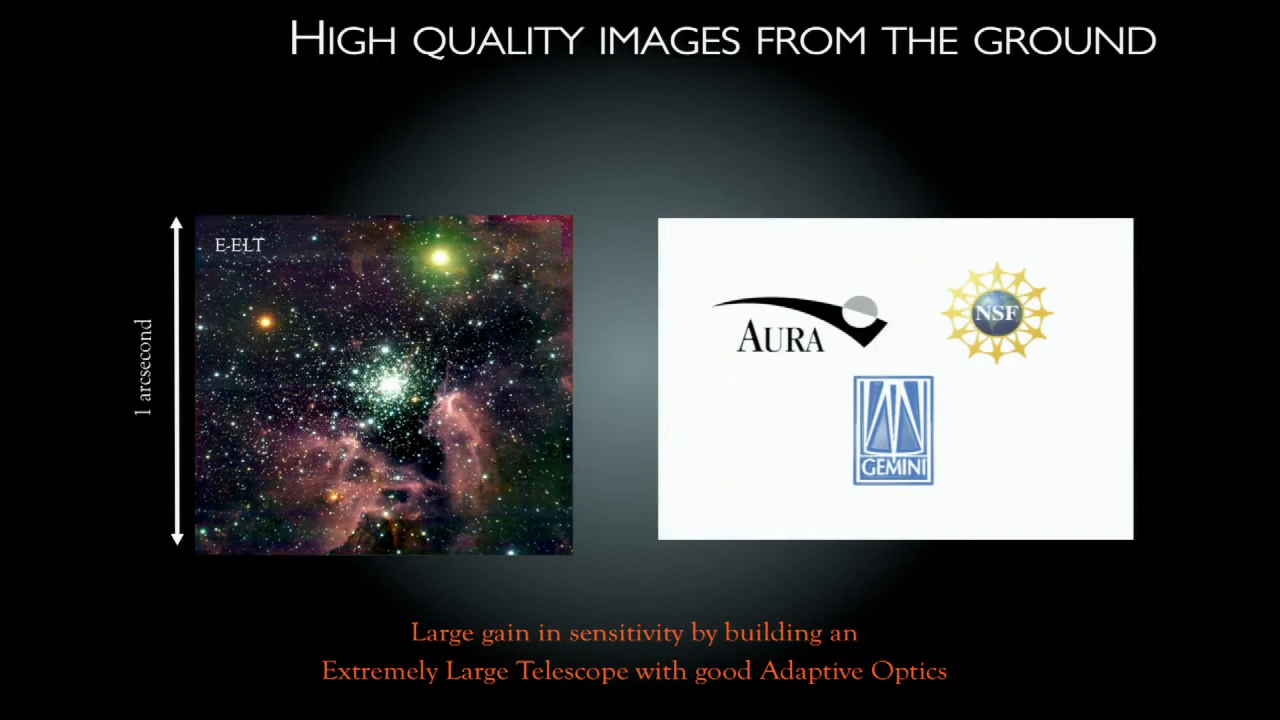 HIGH QUALITY IMAGES FROM THE GROUND
E-ELT
1 arcsecond
AURA
NSF
GEMINI
Large gain in sensitivity by building an
Extremely Large Telescope with good Adaptive Optics